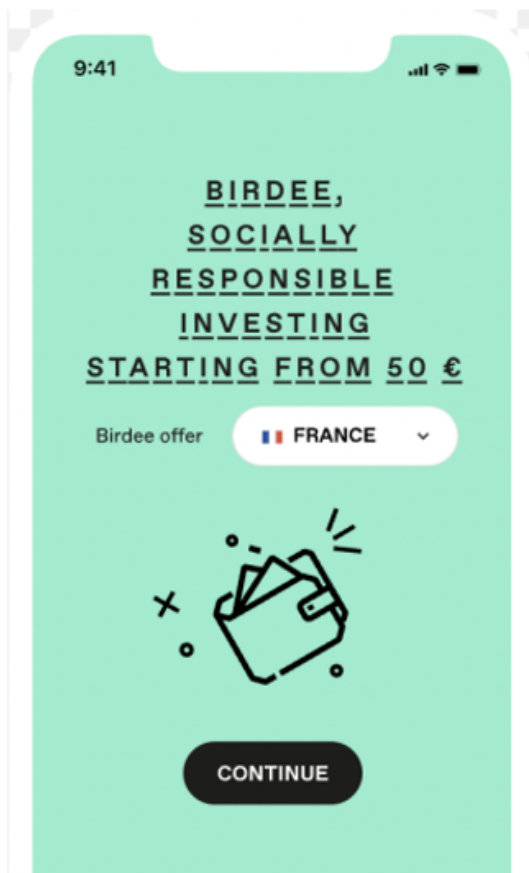 9:41
BIRDEE,
SOCIALLY
RESPONSIBLE
INVESTING
STARTING FROM 50 €
Birdee offer FRANCE
CONTINUE